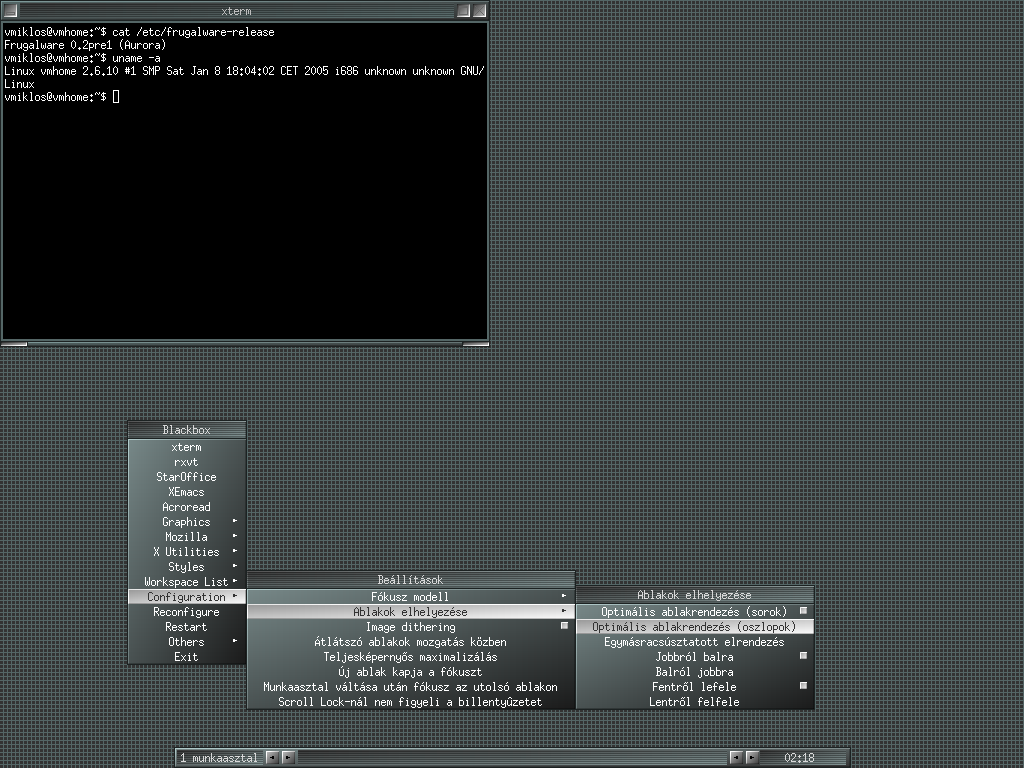 xterm
vmiklos@vmhome:~$ cat /etc/frugalware-release
Frugalware 0.2pre1 (Aurora)
vmiklos@vmhome:~$ uname -a
Linux vmhome 2.6.10 #1 SMP Sat Jan 8 18:04:02 CET 2005 i686 unknown unknown GNU/
Linux
vmiklos@vmhome:~$
Blackbox
xterm
rxvt
StarOffice
XEmacs
Acroread
Graphics
Mozilla
X Utilities
Styles
Workspace List
Configuration
Reconfigure
Restart
Others
Exit
Beállítások
Fókusz modell
Ablakok elhelyezése
Image dithering
Átlátszó ablakok mozgatás közben
Teljesképernyős maximalizálás
Új ablak kapja a fókuszt
Munkaasztal váltása után fókusz az utolsó ablakon
Scroll Lock-nál nem figyeli a billentyűzetet
Ablakok elhelyezése
Optimális ablakrendezés (sorok)
Optimális ablakrendezés (oszlopok)
Egymásracsúsztatott elrendezés
Jobbról balra
Balról jobbra
Fentről lefele
Lentről felfele
1 munkaasztal
02:18